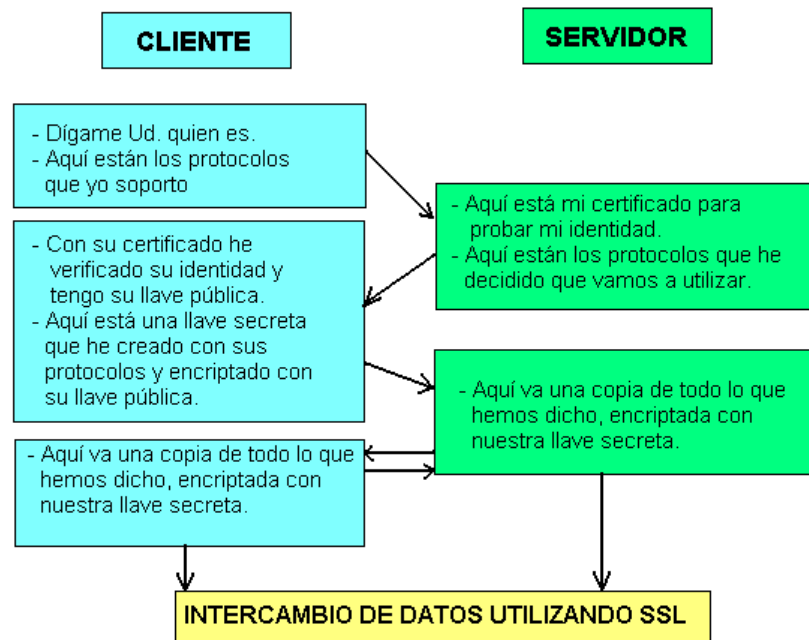 CLIENTE
SERVIDOR
- Dígame Ud. quien es.
- Aquí están los protocolos
que yo soporto
- Aquí está mi certificado para
probar mi identidad.
- Aquí están los protocolos que he
decidido que vamos a utilizar.
- Con su certificado he
verificado su identidad y
tengo su llave pública.
- Aquí está una llave secreta
que he creado con sus
protocolos y encriptado con
su llave pública.
- Aquí va una copia de todo lo que
hemos dicho, encriptada con
nuestra llave secreta.
- Aquí va una copia de todo lo que
hemos dicho, encriptada con
nuestra llave secreta.
INTERCAMBIO DE DATOS UTILIZANDO SSL